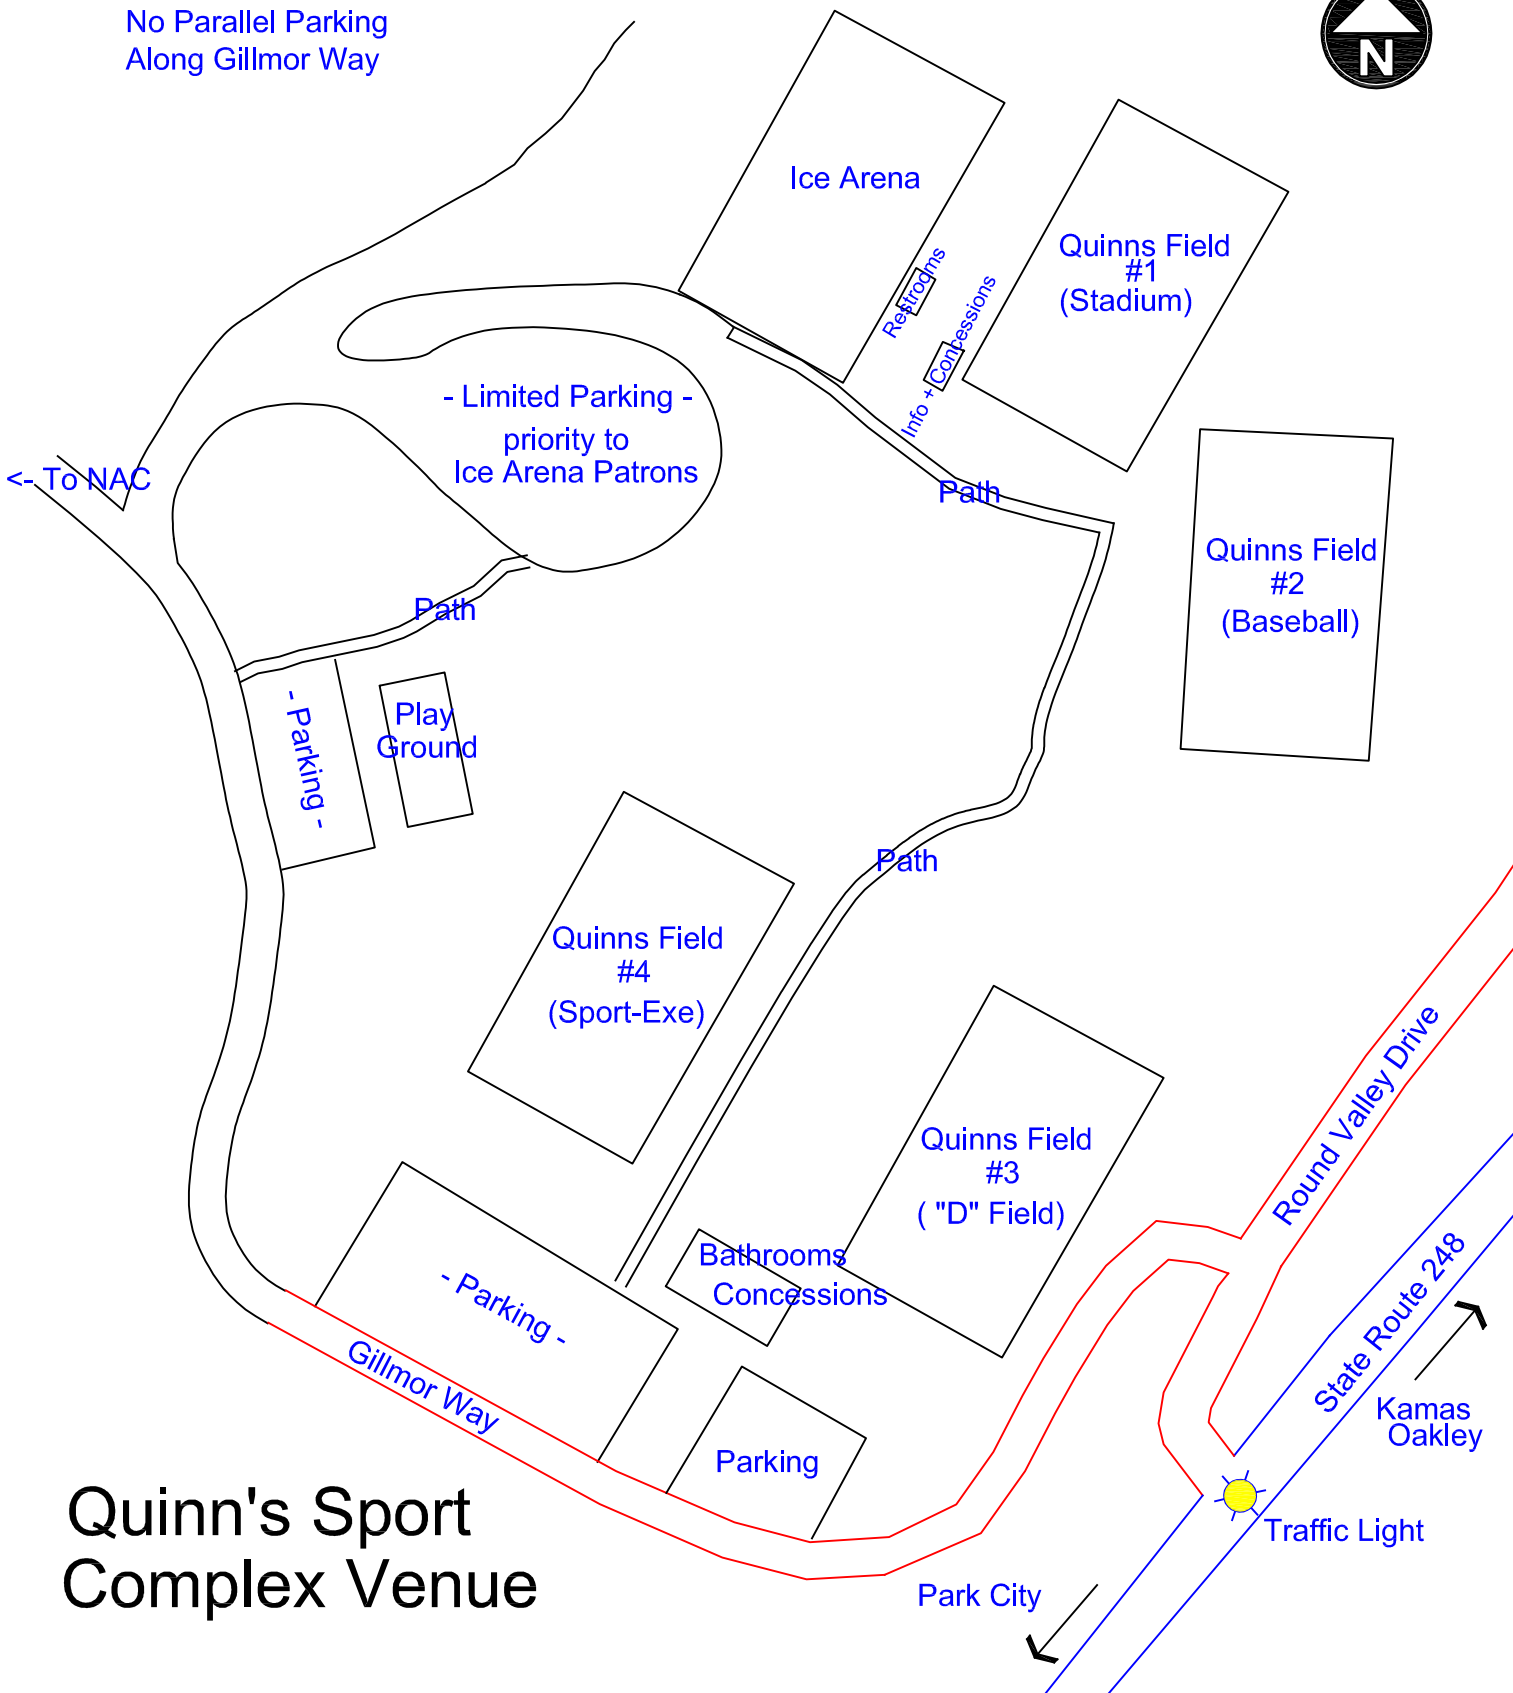 No Parallel Parking
Along Gillmor Way
N
Ice Arena
Quinns Field
#1
(Stadium)
Restrooms
Info + Concessions
- Limited Parking -
priority to
Ice Arena Patrons
<- To NAC
Path
Quinns Field
#2
(Baseball)
Path
- Parking -
Play
Ground
Path
Quinns Field
#4
(Sport-Exe)
Round Valley Drive
Quinns Field
#3
( "D" Field)
Bathrooms
Concessions
- Parking -
State Route 248
Gillmor Way
Kamas
Oakley
Parking
Quinn's Sport
Complex Venue
Traffic Light
Park City